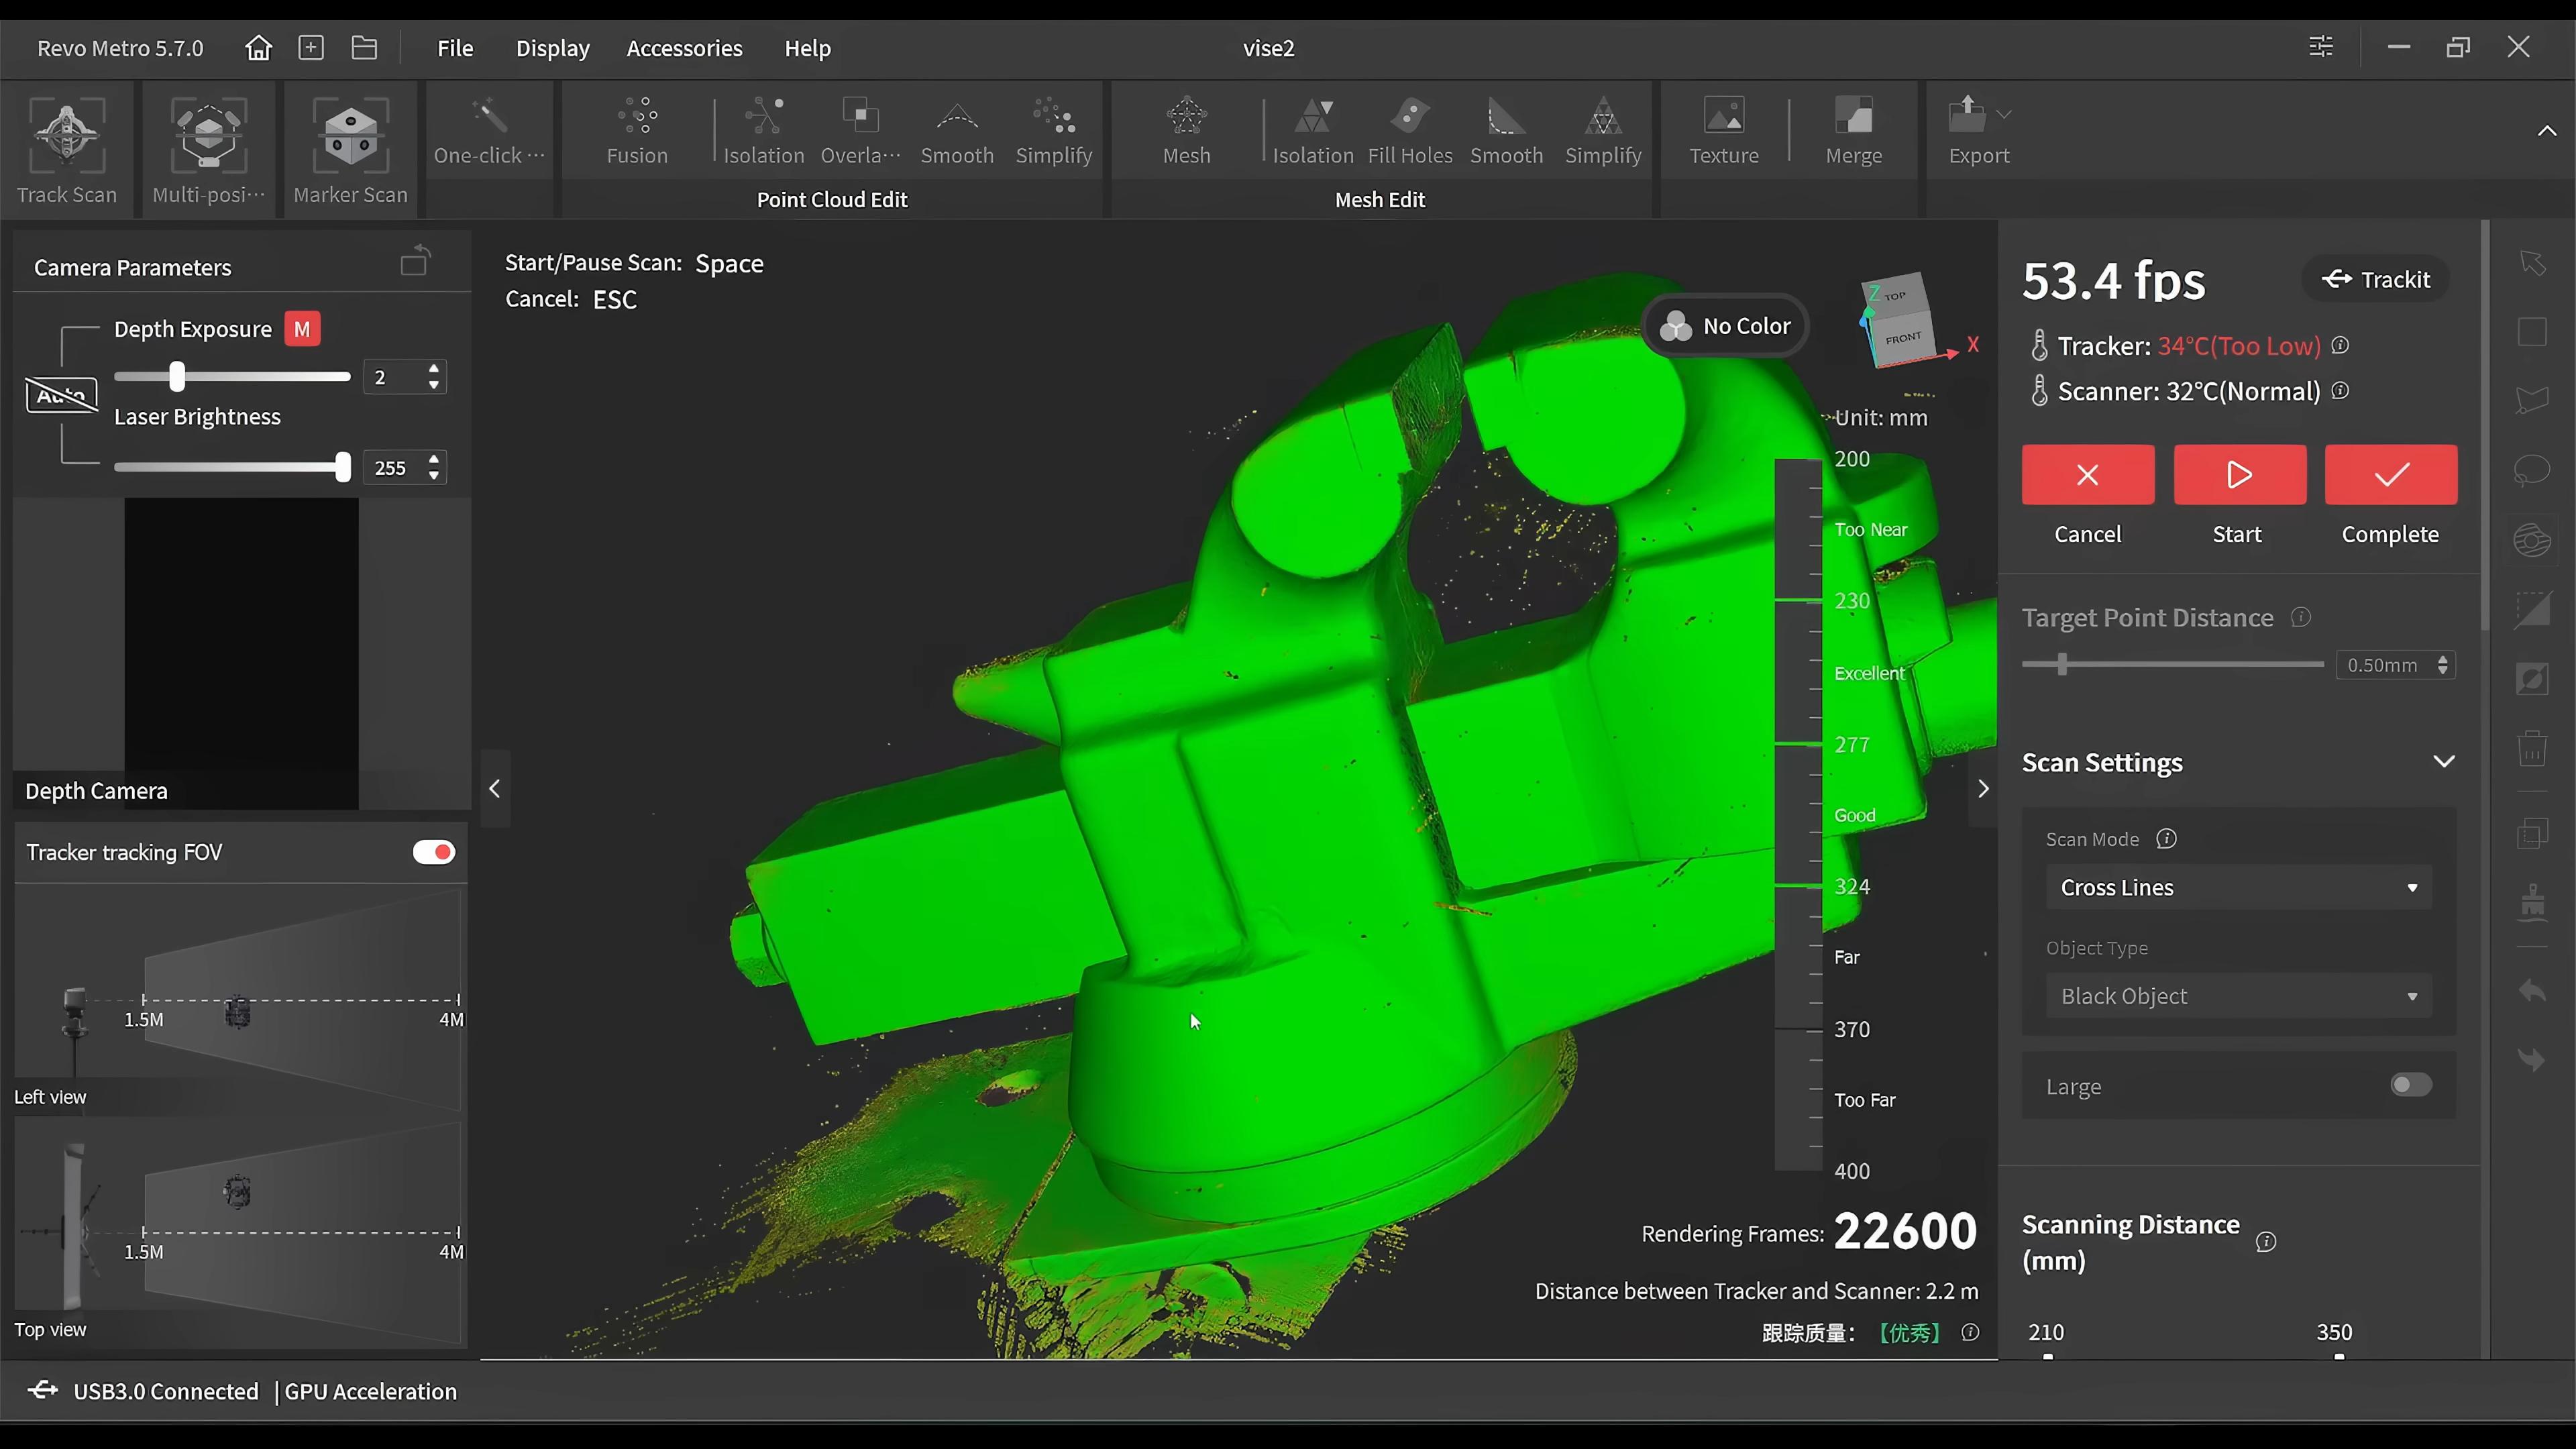 Revo Metro 5.7.0
File
Display
Accessories
Help
vise2
Track Scan
Multi-posi···
Marker Scan
One-click ···
Fusion
Isolation
Overla···
Smooth
Simplify
Point Cloud Edit
Mesh
Isolation
Fill Holes
Smooth
Simplify
Mesh Edit
Texture
Merge
Export
Camera Parameters
Depth Exposure
M
2
Auto
Laser Brightness
255
Depth Camera
Tracker tracking FOV
1.5M
4M
Left view
1.5M
4M
Top view
Start/Pause Scan: Space
Cancel: ESC
No Color
Z
TOP
FRONT
X
Unit: mm
200
Too Near
230
Excellent
277
Good
324
Far
370
Too Far
400
Rendering Frames: 22600
Distance between Tracker and Scanner: 2.2 m
跟踪质量：【优秀】
53.4 fps
Trackit
Tracker: 34°C(Too Low)
Scanner: 32°C(Normal)
Cancel
Start
Complete
Target Point Distance
0.50mm
Scan Settings
Scan Mode
Cross Lines
Object Type
Black Object
Large
Scanning Distance
(mm)
210
350
USB3.0 Connected | GPU Acceleration